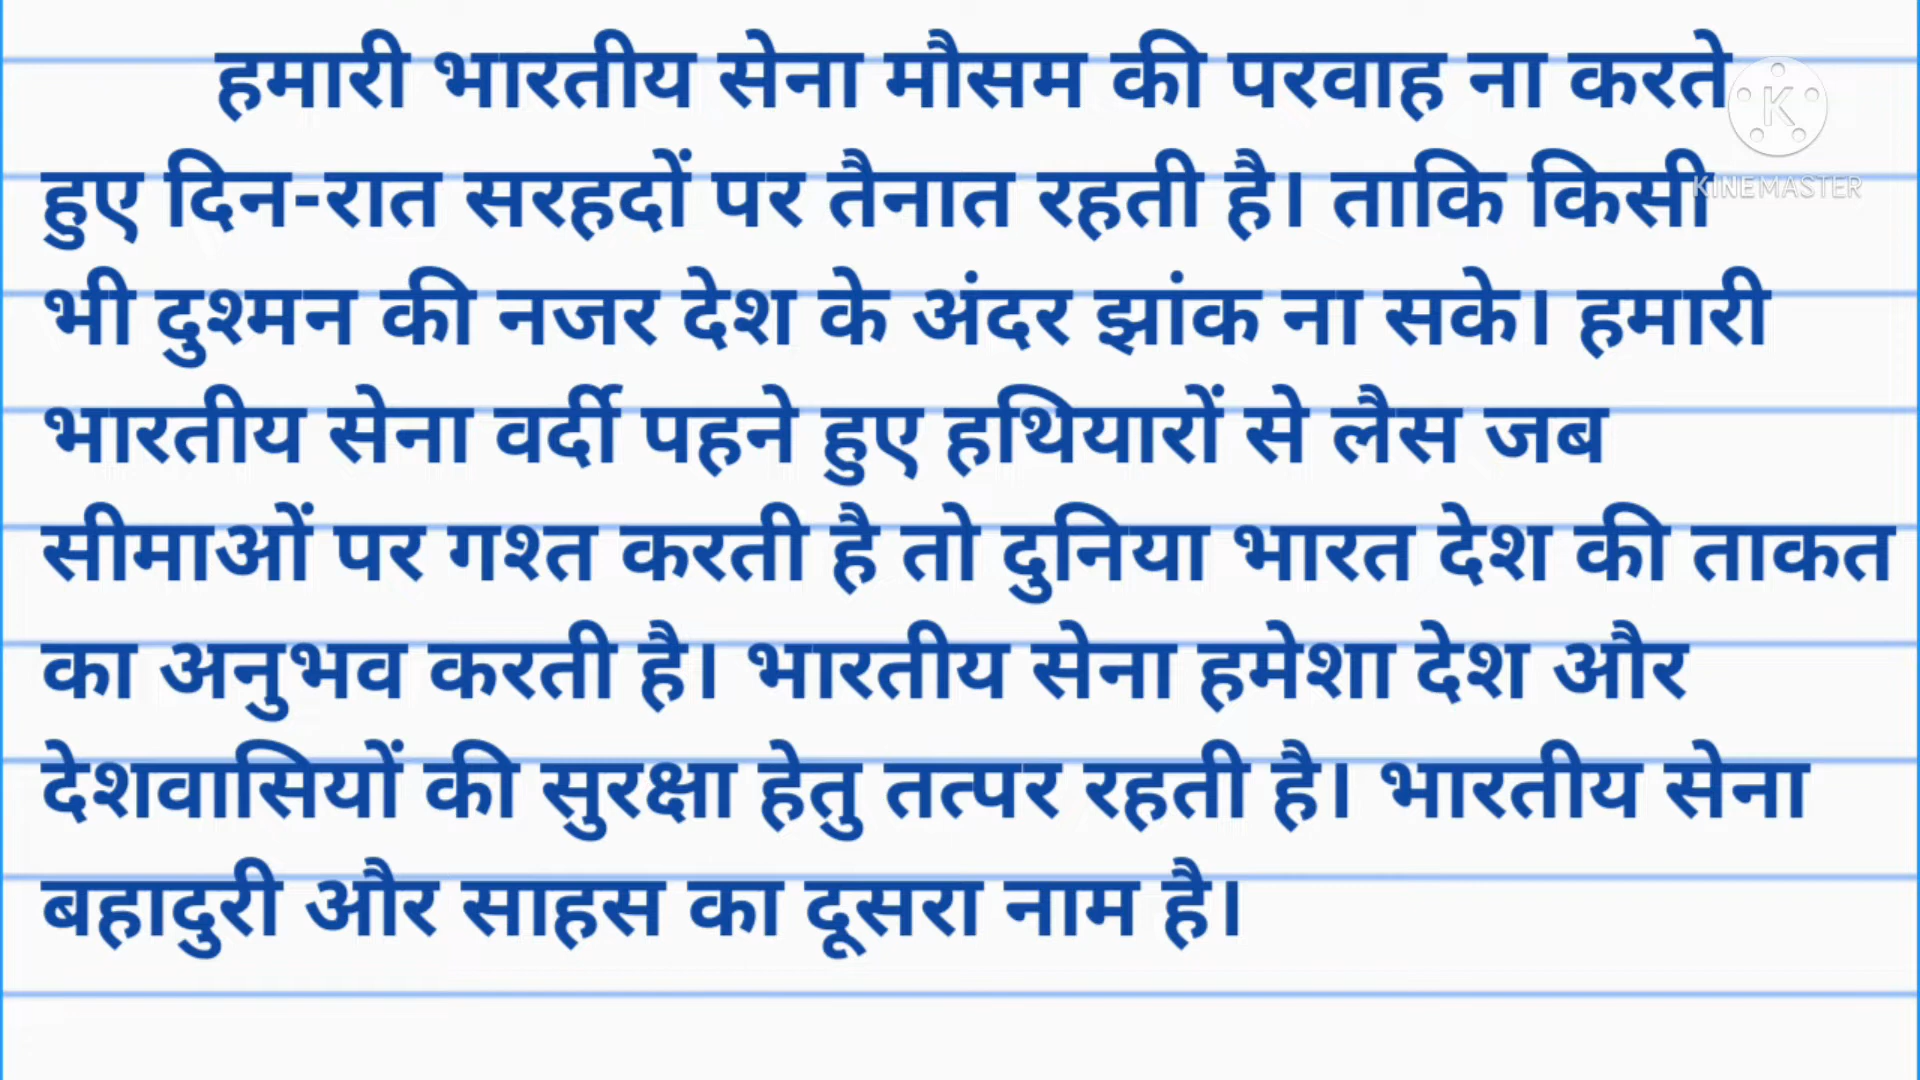 हमारी भारतीय सेना मौसम की परवाह ना करते
हुए दिन-रात सरहदों पर तैनात रहती है। ताकि किसी
भी दुश्मन की नजर देश के अंदर झांक ना सके। हमारी
भारतीय सेना वर्दी पहने हुए हथियारों से लैस जब
सीमाओं पर गश्त करती है तो दुनिया भारत देश की ताकत
का अनुभव करती है। भारतीय सेना हमेशा देश और
देशवासियों की सुरक्षा हेतु तत्पर रहती है। भारतीय सेना
बहादुरी और साहस का दूसरा नाम है।
K
KINEMASTER